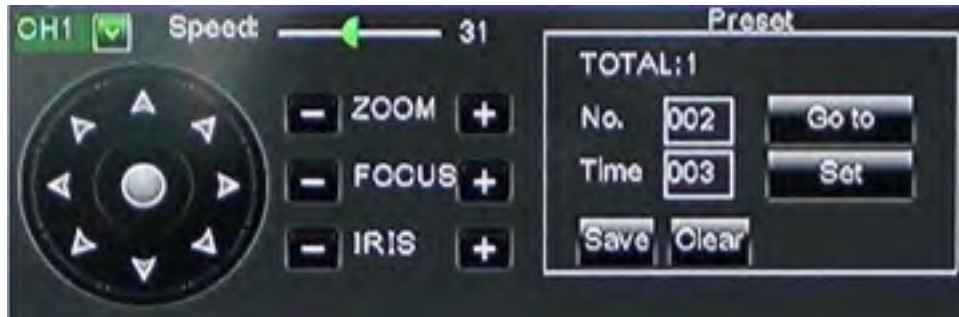 CH1 Speed: 31
ZOOM
FOCUS
IRIS
Preset
TOTAL:1
No. 002 Go to
Time 003 Set
Save Clear